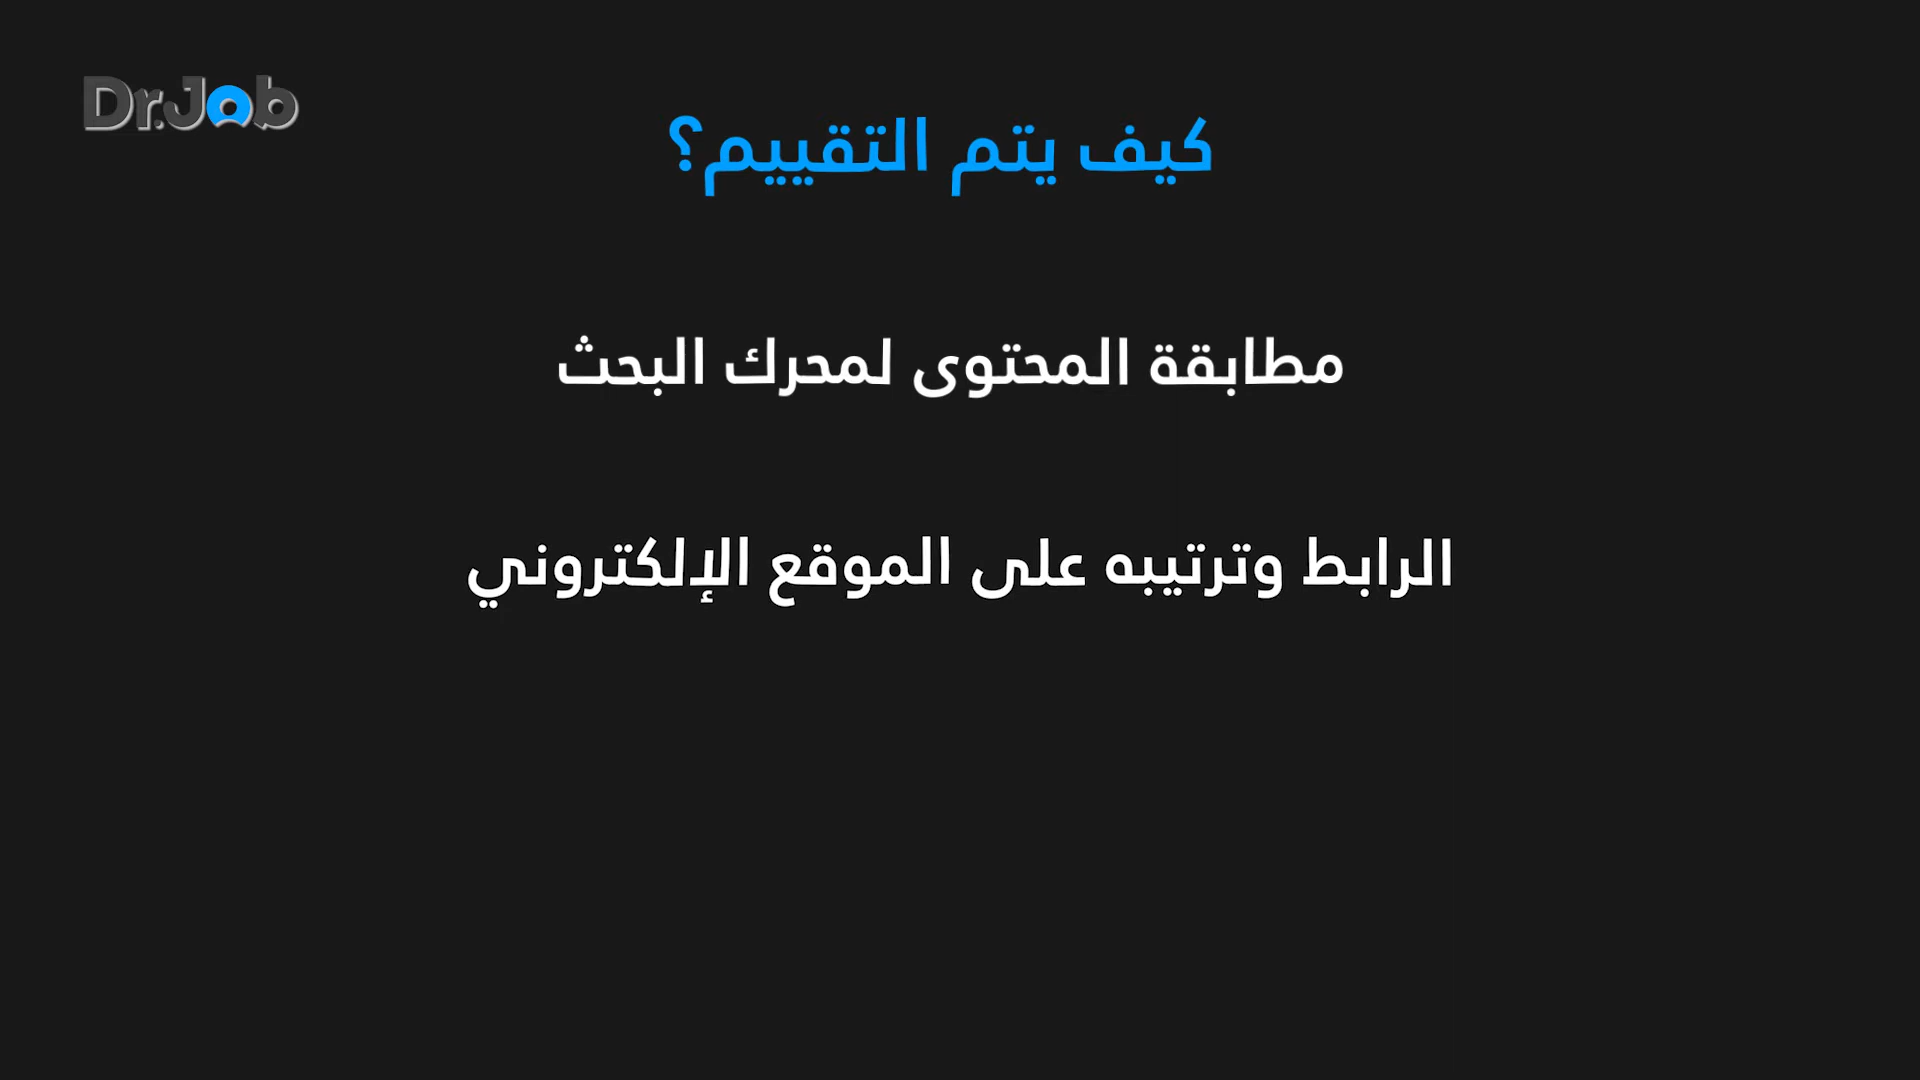 Dr.Job
كيف يتم التقييم؟
مطابقة المحتوى لمحرك البحث
الرابط وترتيبه على الموقع الإلكتروني